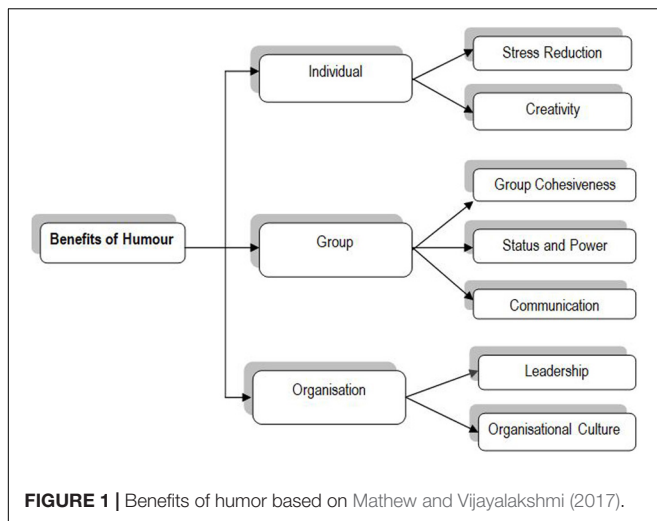 Individual
Stress Reduction
Creativity
Benefits of Humour
Group
Group Cohesiveness
Status and Power
Communication
Organisation
Leadership
Organisational Culture
FIGURE 1 | Benefits of humor based on Mathew and Vijayalakshmi (2017).